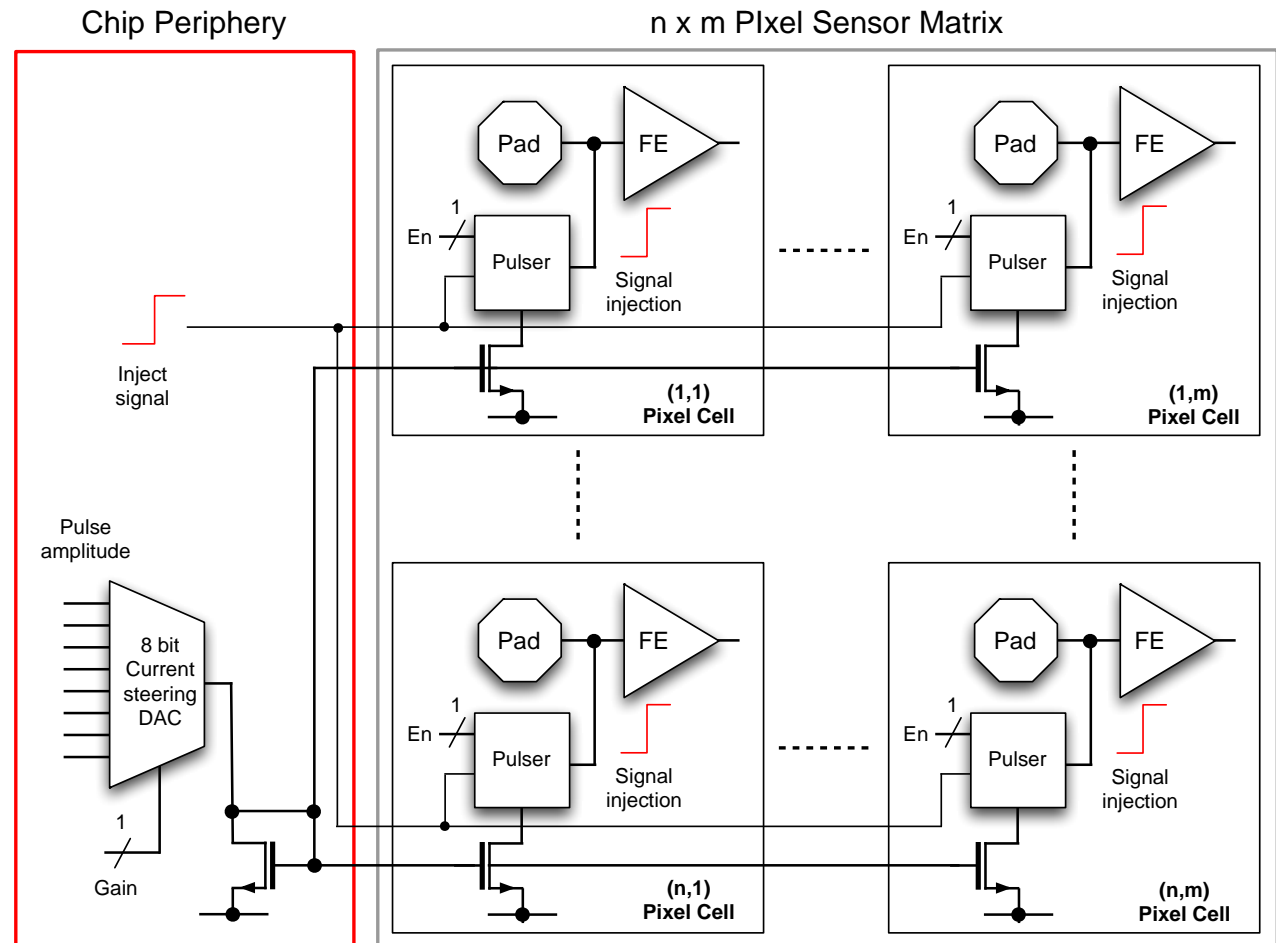 Chip Periphery
n x m PIxel Sensor Matrix
Pad
FE
1
En
Pulser
Signal
injection
(1,1)
Pixel Cell
Pad
FE
1
En
Pulser
Signal
injection
(1,m)
Pixel Cell
Inject
signal
Pulse
amplitude
8 bit
Current
steering
DAC
1
Gain
Pad
FE
1
En
Pulser
Signal
injection
(n,1)
Pixel Cell
Pad
FE
1
En
Pulser
Signal
injection
(n,m)
Pixel Cell